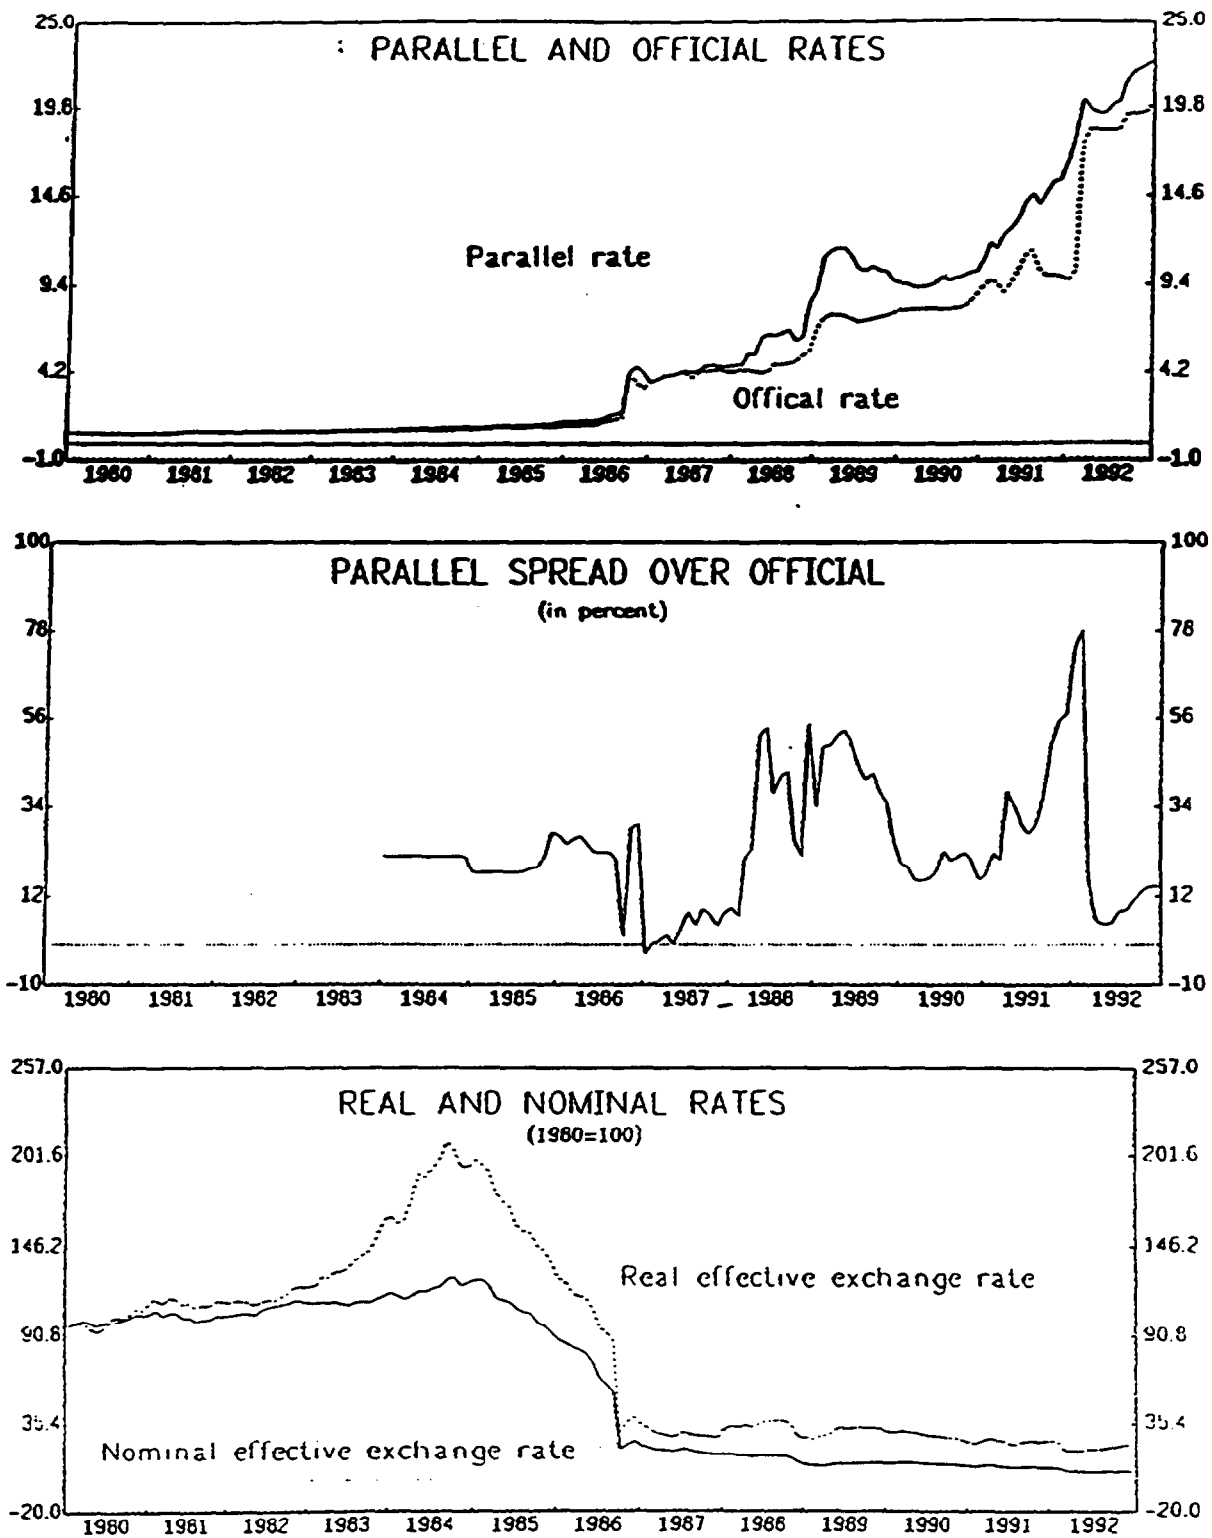 25.0 25.0
PARALLEL AND OFFICIAL RATES
19.8 19.8
14.6 14.6
Parallel rate
9.4 9.4
4.2 4.2
Offical rate
-1.0 -1.0
1980 1981 1982 1983 1984 1985 1986 1987 1988 1989 1990 1991 1992
100 100
PARALLEL SPREAD OVER OFFICIAL
(in percent)
78 78
56 56
34 34
12 12
-10 -10
1980 1981 1982 1983 1984 1985 1986 1987 1988 1989 1990 1991 1992
257.0 257.0
REAL AND NOMINAL RATES
(1980=100)
201.6 201.6
146.2 146.2
Real effective exchange rate
90.8 90.8
35.4 35.4
Nominal effective exchange rate
-20.0 -20.0
1980 1981 1982 1983 1984 1985 1986 1987 1988 1989 1990 1991 1992